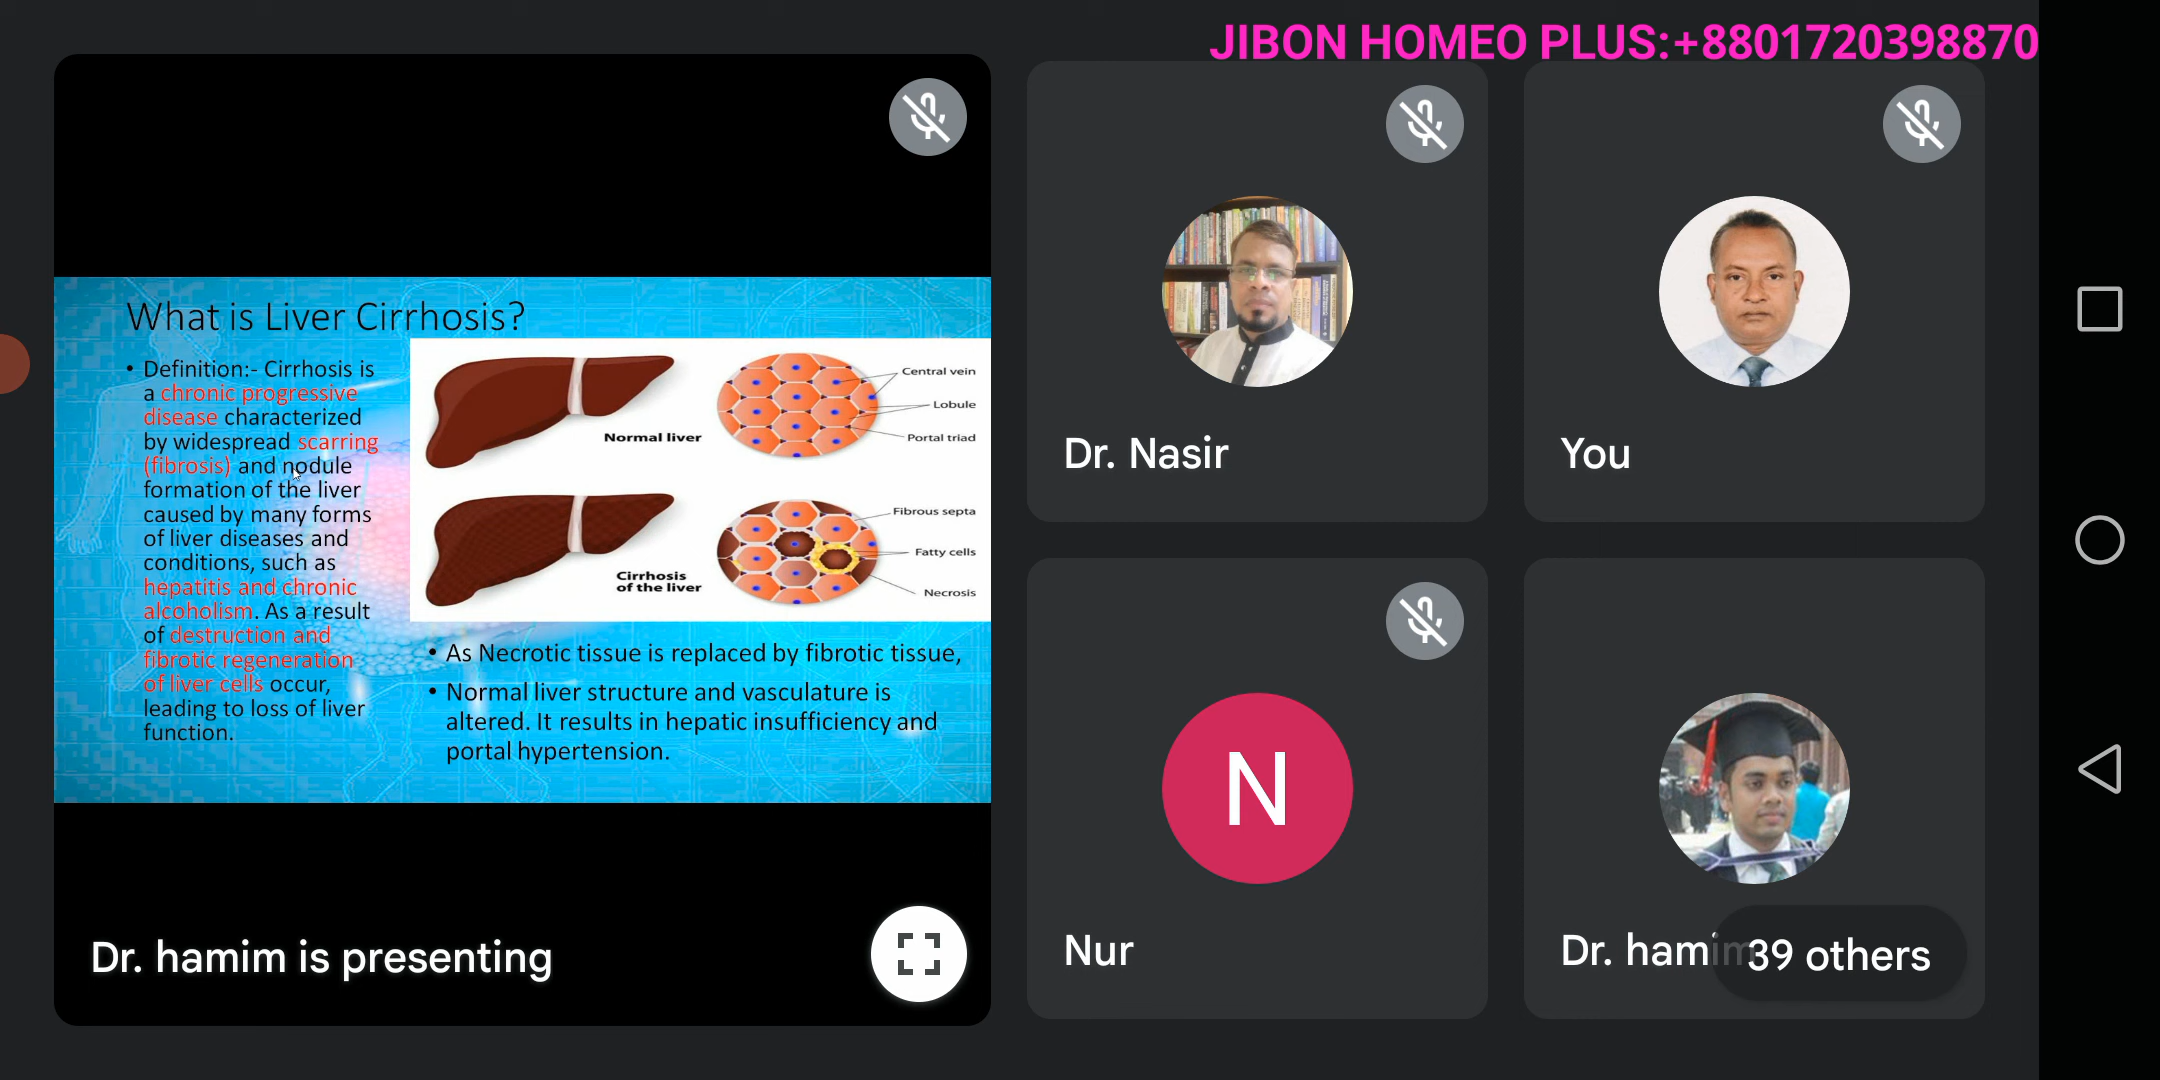 JIBON HOMEO PLUS:+8801720398870
What is Liver Cirrhosis?
• Definition:- Cirrhosis is
a chronic progressive
disease characterized
by widespread scarring
(fibrosis) and nodule
formation of the liver
caused by many forms
of liver diseases and
conditions, such as
hepatitis and chronic
alcoholism. As a result
of destruction and
fibrotic regeneration
of liver cells occur,
leading to loss of liver
function.
Normal liver
Central vein
Lobule
Portal triad
Cirrhosis
of the liver
Fibrous septa
Fatty cells
Necrosis
• As Necrotic tissue is replaced by fibrotic tissue,
• Normal liver structure and vasculature is
altered. It results in hepatic insufficiency and
portal hypertension.
Dr. hamim is presenting
Dr. Nasir
You
N
Nur
Dr. hamim
39 others